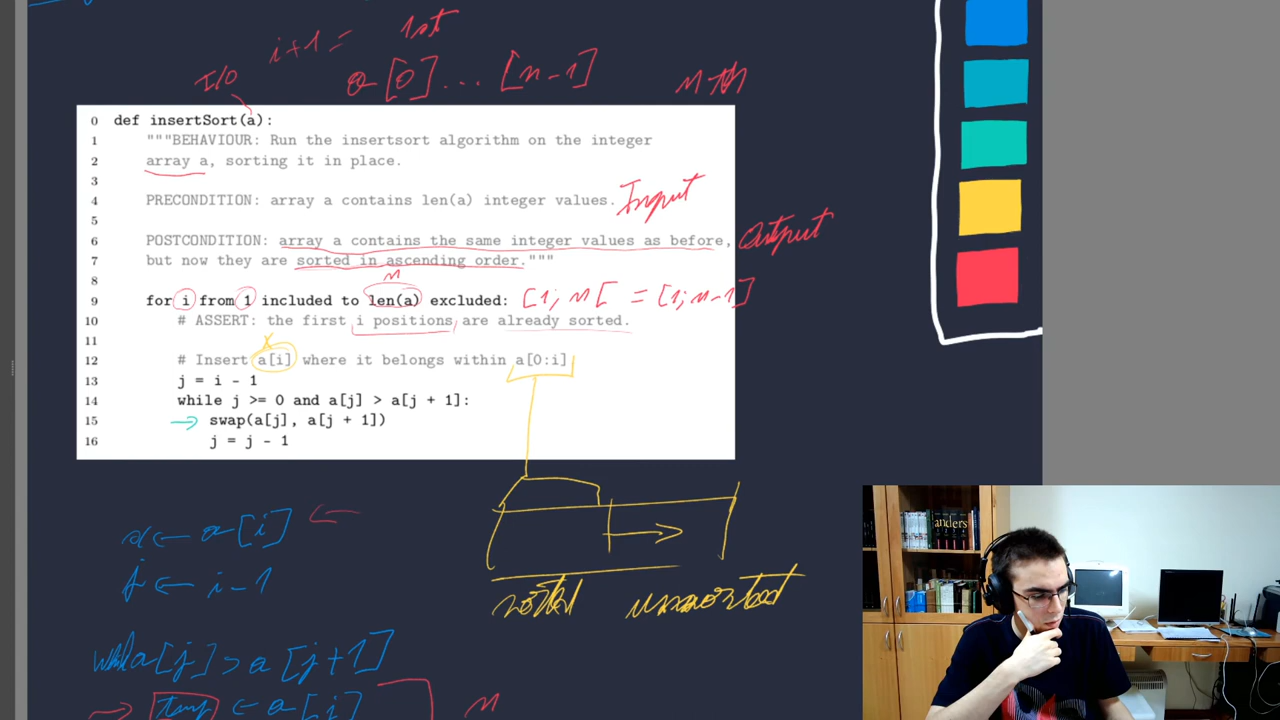 i+1 = 1st
I/O a[0]...[n-1] nth
0 def insertSort(a):
1 """BEHAVIOUR: Run the insertsort algorithm on the integer
2 array a, sorting it in place.
3
4 PRECONDITION: array a contains len(a) integer values. Input
5
6 POSTCONDITION: array a contains the same integer values as before, Output
7 but now they are sorted in ascending order."""
8 n
9 for i from 1 included to len(a) excluded: [1; n[ = [1; n-1]
10 # ASSERT: the first i positions are already sorted.
11 x
12 # Insert a[i] where it belongs within a[0:i]
13 j = i - 1
14 while j >= 0 and a[j] > a[j + 1]:
15 swap(a[j], a[j + 1])
16 j = j - 1
x ← a[i] ←
j ← i-1
sorted unsorted
while a[j] > a[j+1]
→ tmp ← a[j] n
anders